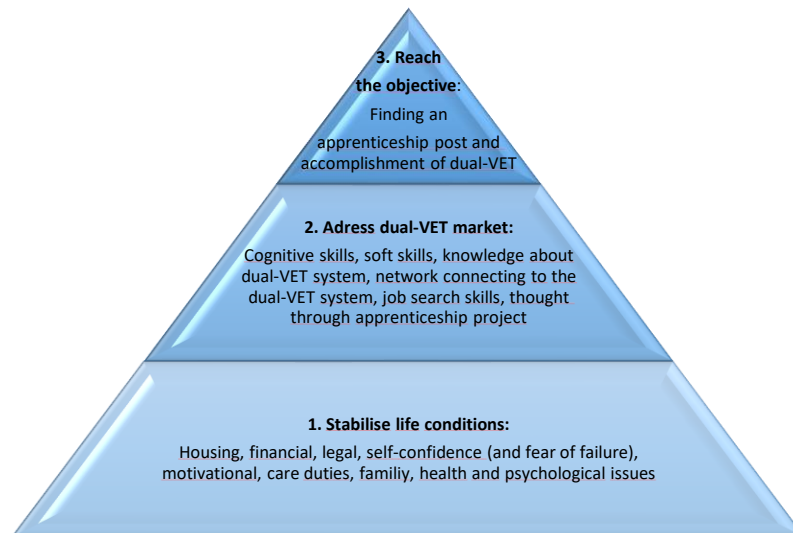 3. Reach
the objective:
Finding an
apprenticeship post and
accomplishment of dual-VET
2. Adress dual-VET market:
Cognitive skills, soft skills, knowledge about
dual-VET system, network connecting to the
dual-VET system, job search skills, thought
through apprenticeship project
1. Stabilise life conditions:
Housing, financial, legal, self-confidence (and fear of failure),
motivational, care duties, familiy, health and psychological issues